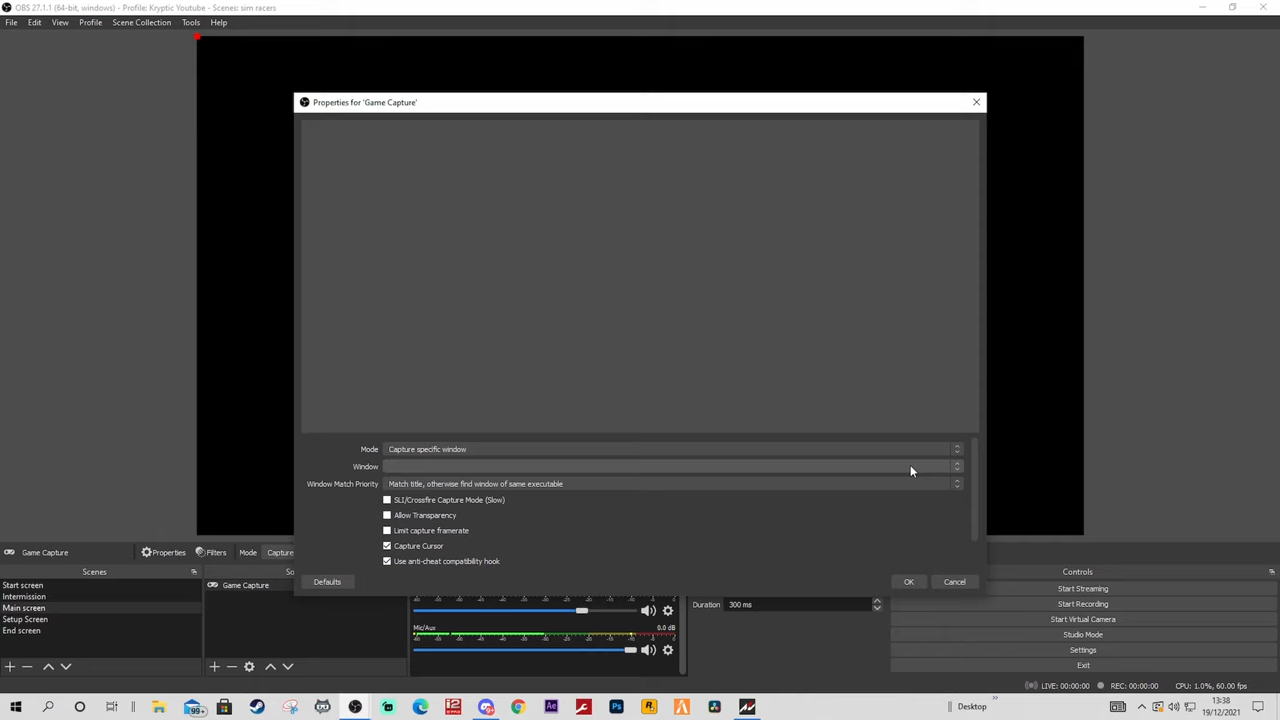 OBS 27.1.1 (64-bit, windows) - Profile: Kryptic Youtube - Scenes: sim racers
File Edit View Profile Scene Collection Tools Help
Properties for 'Game Capture'
Mode Capture specific window
Window
Window Match Priority Match title, otherwise find window of same executable
SLI/Crossfire Capture Mode (Slow)
Allow Transparency
Limit capture framerate
Capture Cursor
Use anti-cheat compatibility hook
Defaults OK Cancel
Game Capture Properties Filters Mode Capture
Scenes So Controls
Start screen
Intermission
Main screen
Setup Screen
End screen
Game Capture
Mic/Aux 0.0 dB
Duration 300 ms
Start Streaming
Start Recording
Start Virtual Camera
Studio Mode
Settings
Exit
LIVE: 00:00:00 REC: 00:00:00 CPU: 1.0%, 60.00 fps
99+
12
Ae
Ps
R
Desktop
13:38
19/12/2021